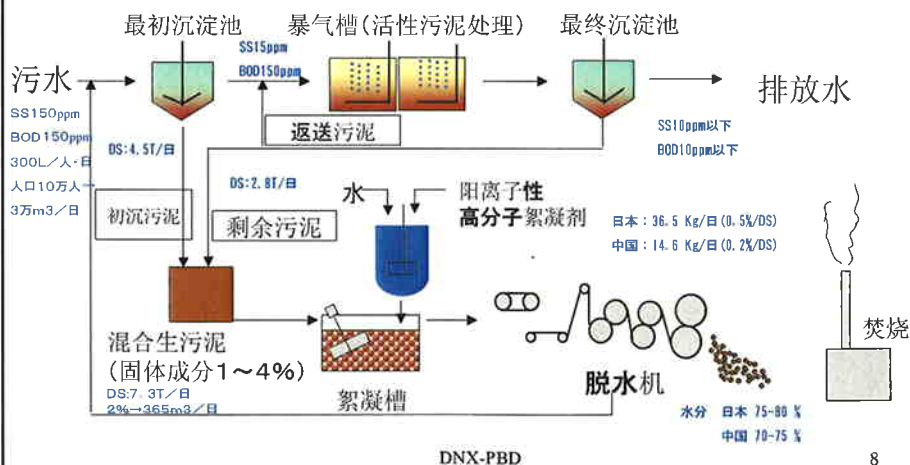 最初沉淀池
暴气槽(活性污泥处理)
最终沉淀池
污水
SS15ppm
BOD150ppm
排放水
SS150ppm
BOD150ppm
300L/人·日
人口10万人→
3万m3/日
DS:4.5T/日
返送污泥
SS10ppm以下
BOD10ppm以下
初沉污泥
DS:2.8T/日
剩余污泥
水
阳离子性
高分子絮凝剂
日本:36.5 Kg/日(0.5%/DS)
中国:14.6 Kg/日(0.2%/DS)
焚烧
混合生污泥
(固体成分1～4%)
DS:7.3T/日
2%→365m3/日
絮凝槽
脱水机
水分 日本 75-80 %
中国 70-75 %
DNX-PBD
8